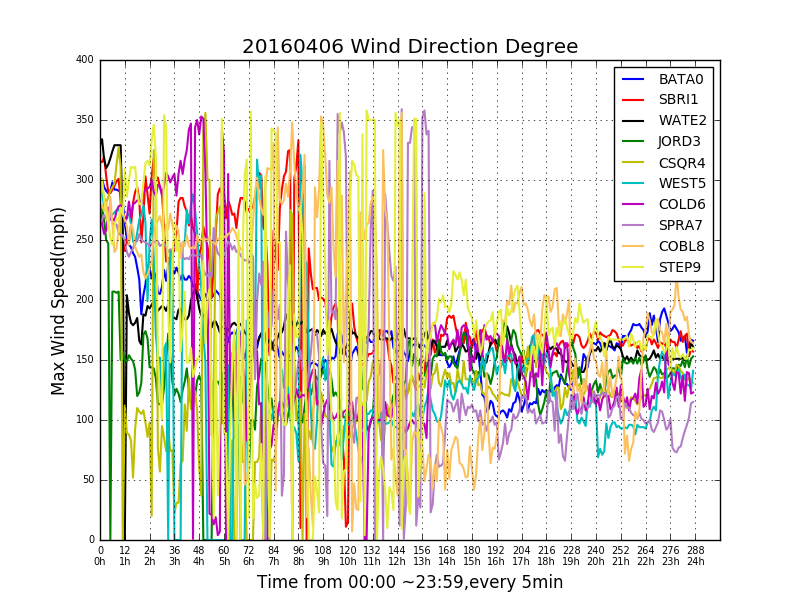 20160406 Wind Direction Degree
Max Wind Speed(mph)
400
350
300
250
200
150
100
50
0
BATA0
SBRI1
WATE2
JORD3
CSQR4
WEST5
COLD6
SPRA7
COBL8
STEP9
0 12 24 36 48 60 72 84 96 108 120 132 144 156 168 180 192 204 216 228 240 252 264 276 288
0h 1h 2h 3h 4h 5h 6h 7h 8h 9h 10h 11h 12h 13h 14h 15h 16h 17h 18h 19h 20h 21h 22h 23h 24h
Time from 00:00 ~23:59,every 5min